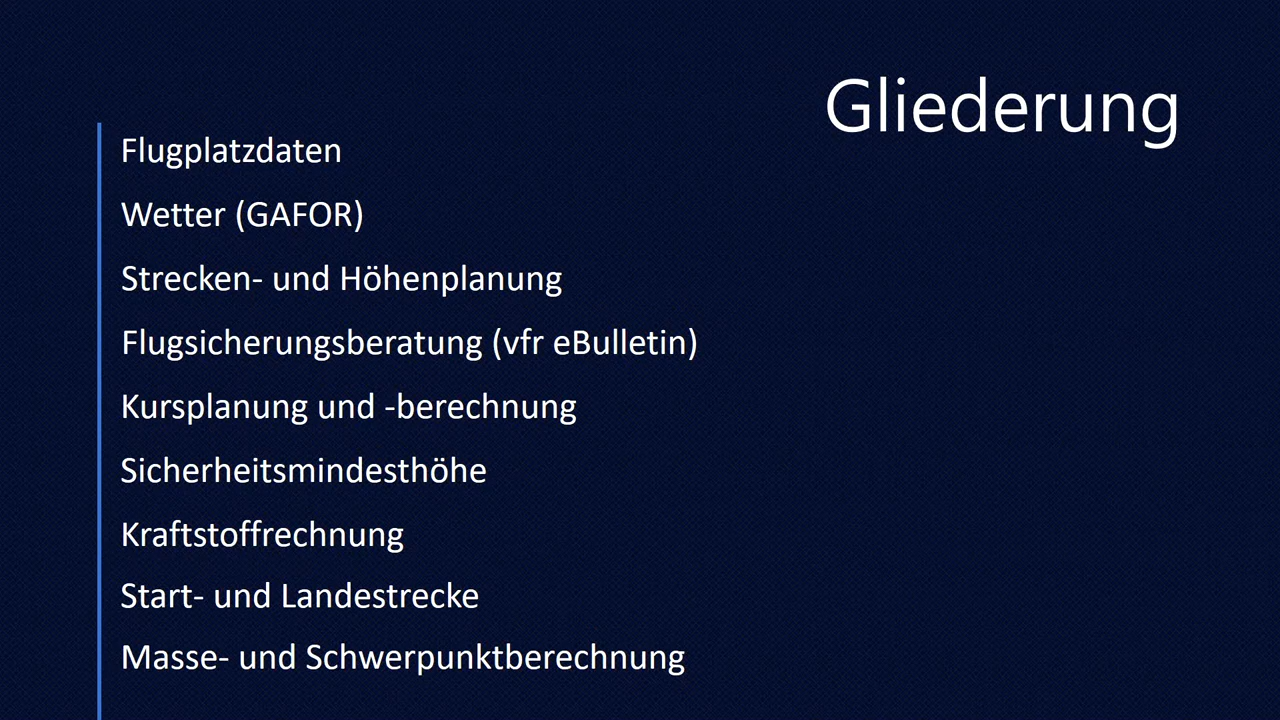 Gliederung
Flugplatzdaten
Wetter (GAFOR)
Strecken- und Höhenplanung
Flugsicherungsberatung (vfr eBulletin)
Kursplanung und -berechnung
Sicherheitsmindesthöhe
Kraftstoffrechnung
Start- und Landestrecke
Masse- und Schwerpunktberechnung